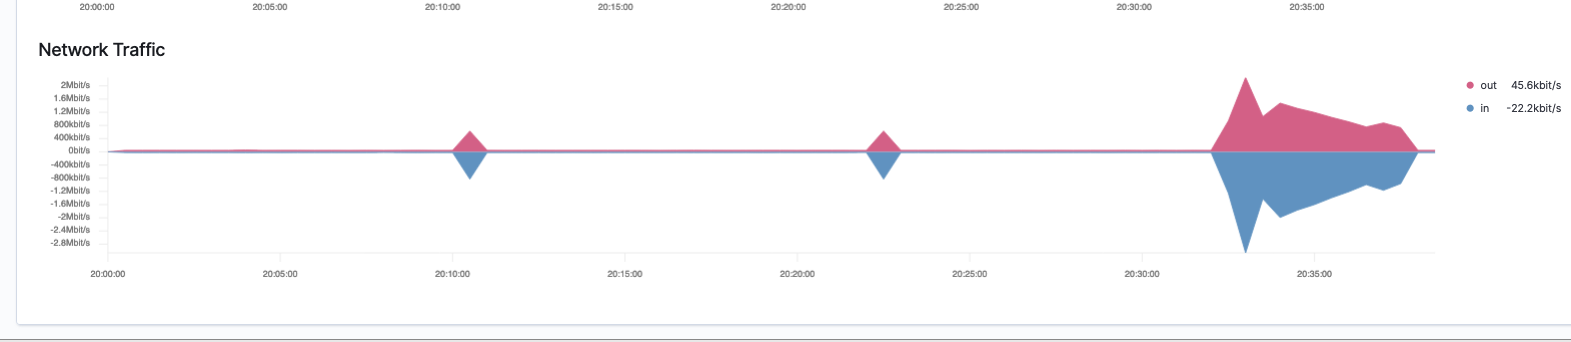 20:00:00 20:05:00 20:10:00 20:15:00 20:20:00 20:25:00 20:30:00 20:35:00
Network Traffic
2Mbit/s
1.6Mbit/s
1.2Mbit/s
800kbit/s
400kbit/s
0bit/s
-400kbit/s
-800kbit/s
-1.2Mbit/s
-1.6Mbit/s
-2Mbit/s
-2.4Mbit/s
-2.8Mbit/s
20:00:00 20:05:00 20:10:00 20:15:00 20:20:00 20:25:00 20:30:00 20:35:00
out 45.6kbit/s
in -22.2kbit/s